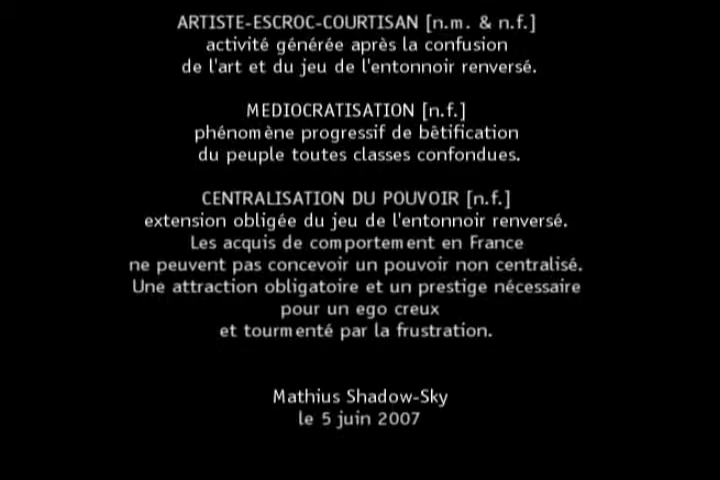 ARTISTE-ESCROC-COURTISAN [n.m. & n.f.]
activité générée après la confusion
de l'art et du jeu de l'entonnoir renversé.
MEDIOCRATISATION [n.f.]
phénomène progressif de bêtification
du peuple toutes classes confondues.
CENTRALISATION DU POUVOIR [n.f.]
extension obligée du jeu de l'entonnoir renversé.
Les acquis de comportement en France
ne peuvent pas concevoir un pouvoir non centralisé.
Une attraction obligatoire et un prestige nécessaire
pour un ego creux
et tourmenté par la frustration.
Mathius Shadow-Sky
le 5 juin 2007